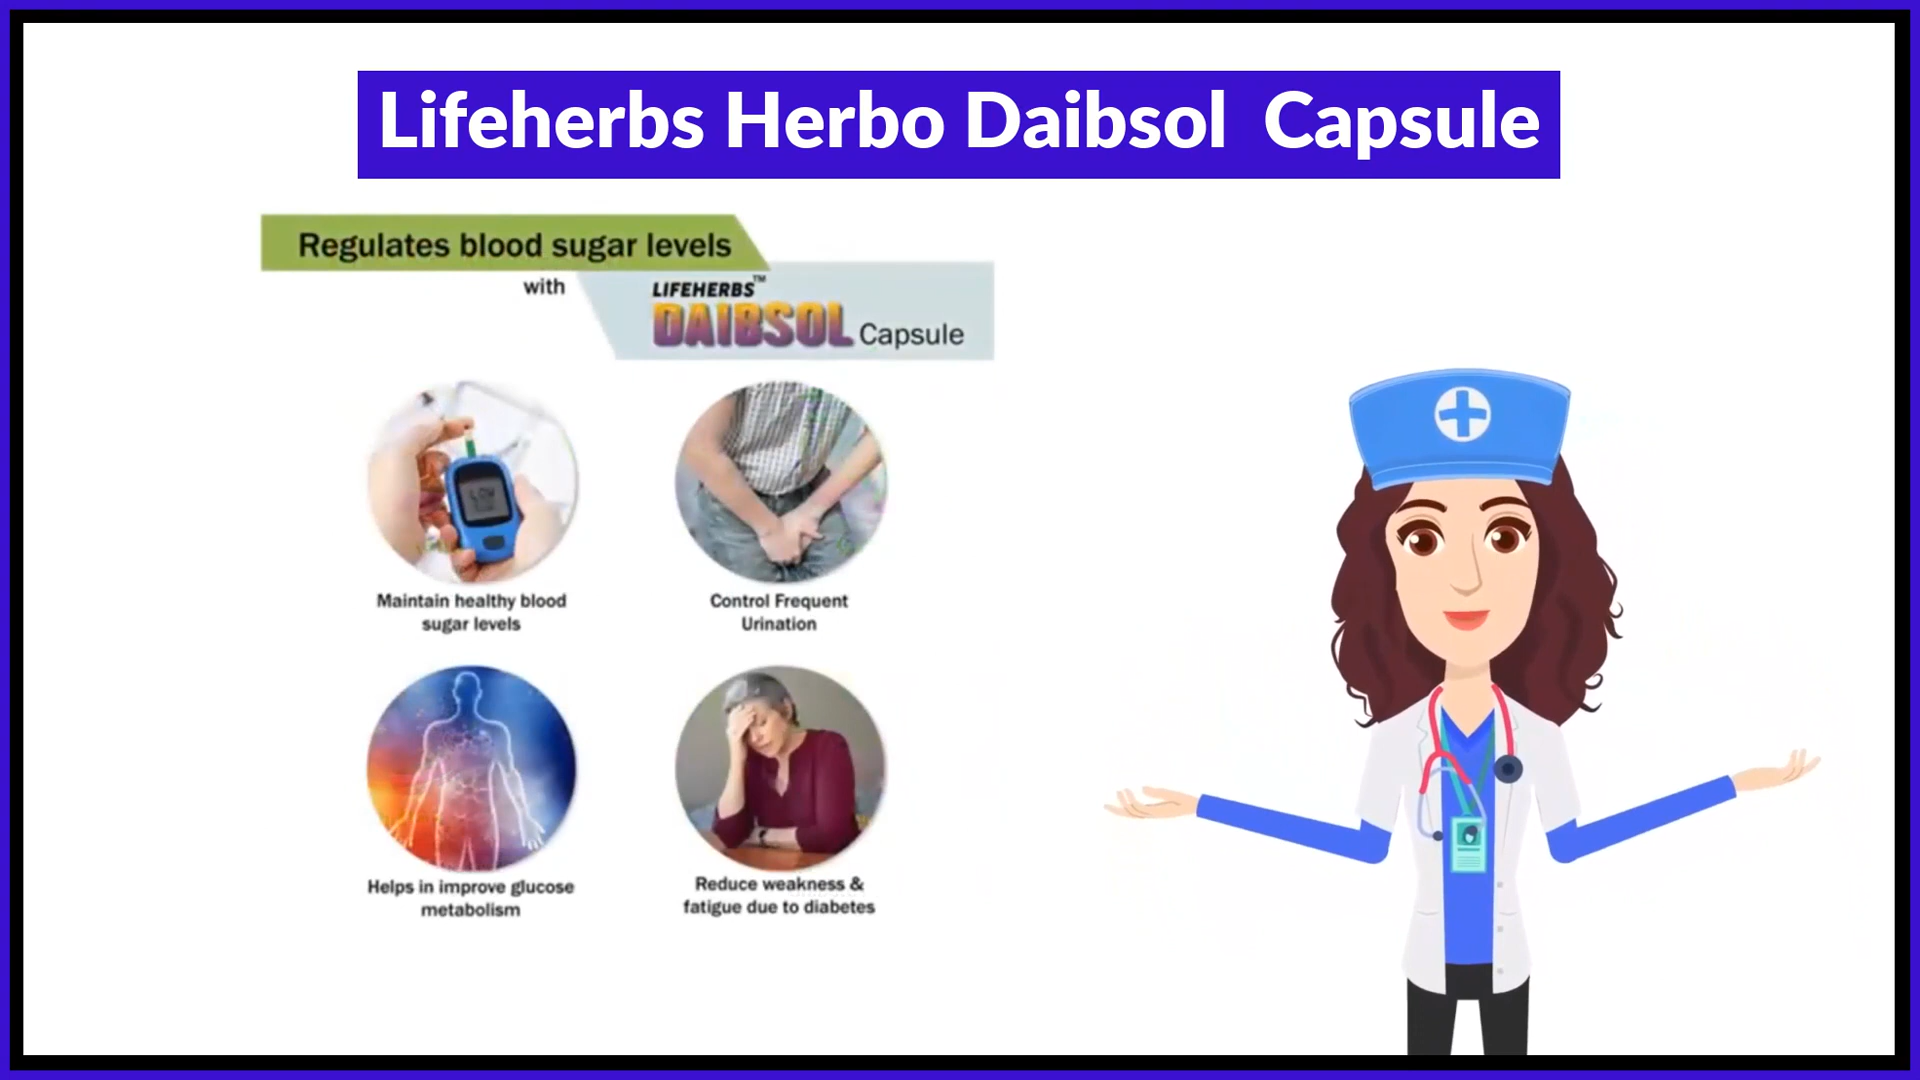 Lifeherbs Herbo Daibsol  Capsule
Regulates blood sugar levels
with
LIFEHERBS™
DAIBSOL Capsule
LOW
Maintain healthy blood
sugar levels
Control Frequent
Urination
Helps in improve glucose
metabolism
Reduce weakness &
fatigue due to diabetes